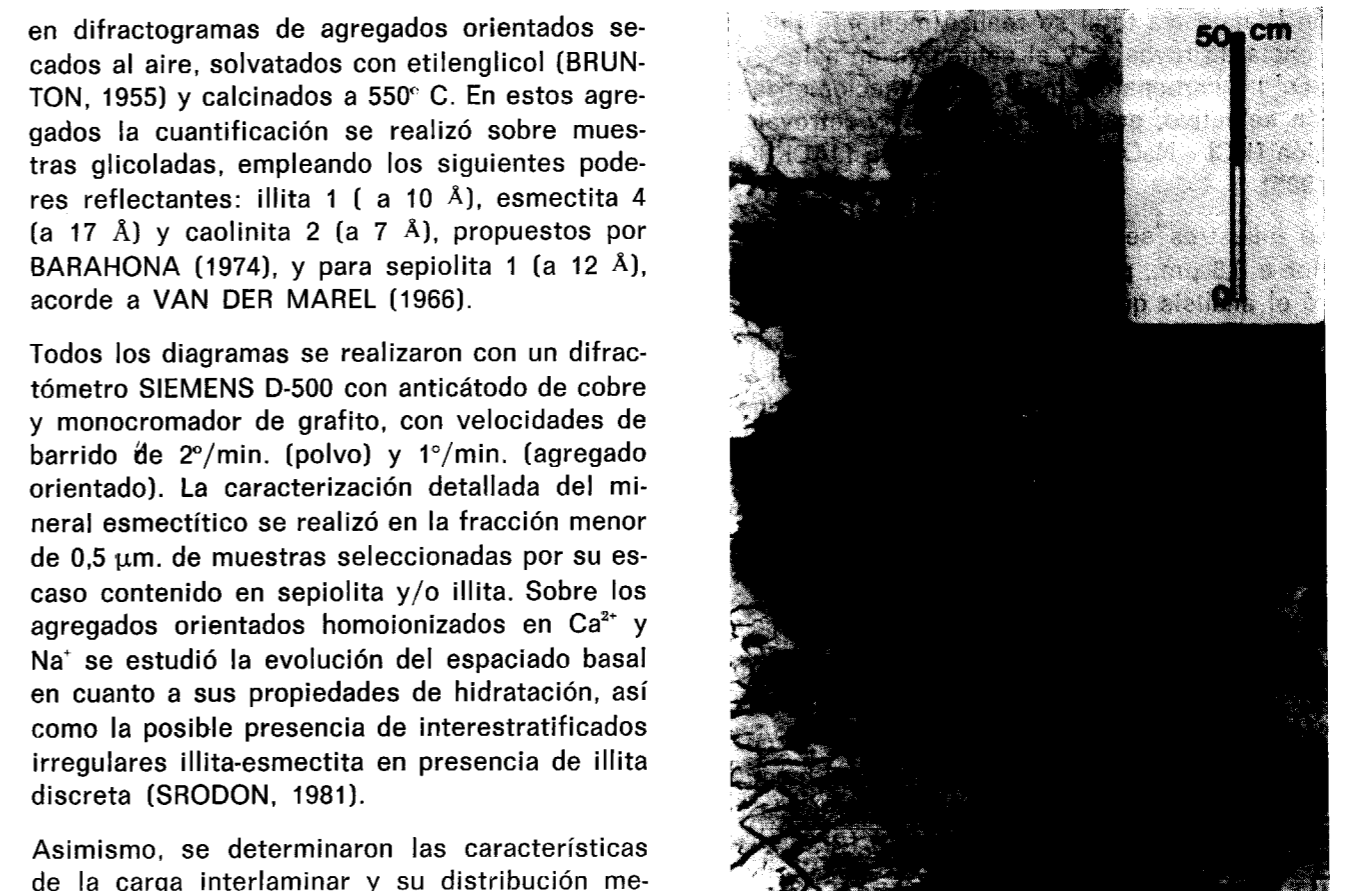 en difractogramas de agregados orientados se-
cados al aire, solvatados con etilenglicol (BRUN-
TON, 1955) y calcinados a 550° C. En estos agre-
gados la cuantificación se realizó sobre mues-
tras glicoladas, empleando los siguientes pode-
res reflectantes: illita 1 ( a 10 Å), esmectita 4
(a 17 Å) y caolinita 2 (a 7 Å), propuestos por
BARAHONA (1974), y para sepiolita 1 (a 12 Å),
acorde a VAN DER MAREL (1966).
Todos los diagramas se realizaron con un difrac-
tómetro SIEMENS D-500 con anticátodo de cobre
y monocromador de grafito, con velocidades de
barrido de 2°/min. (polvo) y 1°/min. (agregado
orientado). La caracterización detallada del mi-
neral esmectítico se realizó en la fracción menor
de 0,5 µm. de muestras seleccionadas por su es-
caso contenido en sepiolita y/o illita. Sobre los
agregados orientados homoionizados en Ca²⁺ y
Na⁺ se estudió la evolución del espaciado basal
en cuanto a sus propiedades de hidratación, así
como la posible presencia de interestratificados
irregulares illita-esmectita en presencia de illita
discreta (SRODON, 1981).
Asimismo, se determinaron las características
de la carga interlaminar y su distribución me-
50 cm
0